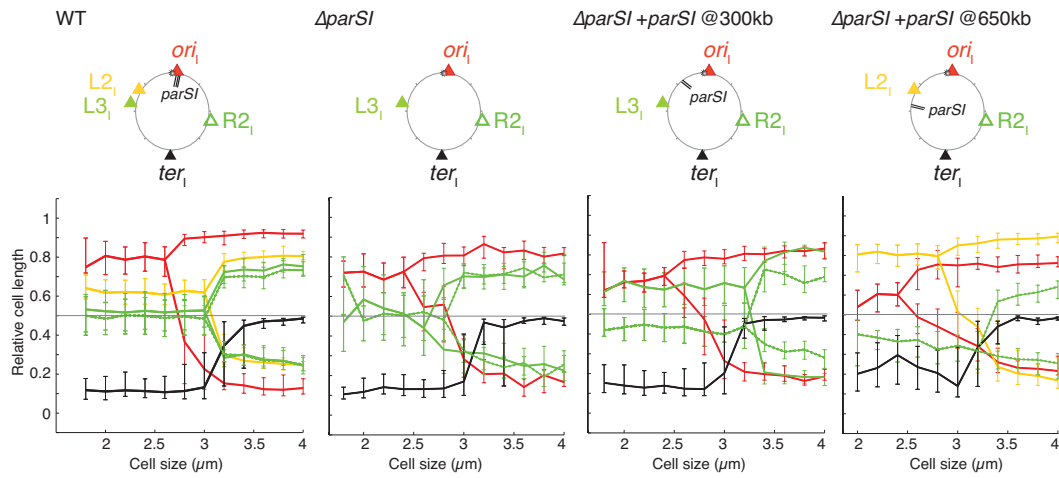 WT
ΔparSI
ΔparSI +parSI @300kb
ΔparSI +parSI @650kb
oriI
L2I
L3I
parSI
R2I
terI
oriI
L3I
R2I
terI
oriI
parSI
L3I
R2I
terI
oriI
L2I
parSI
R2I
terI
Relative cell length
1
0.8
0.6
0.4
0.2
0
2 2.5 3 3.5 4
Cell size (µm)
2 2.5 3 3.5 4
Cell size (µm)
2 2.5 3 3.5 4
Cell size (µm)
2 2.5 3 3.5 4
Cell size (µm)